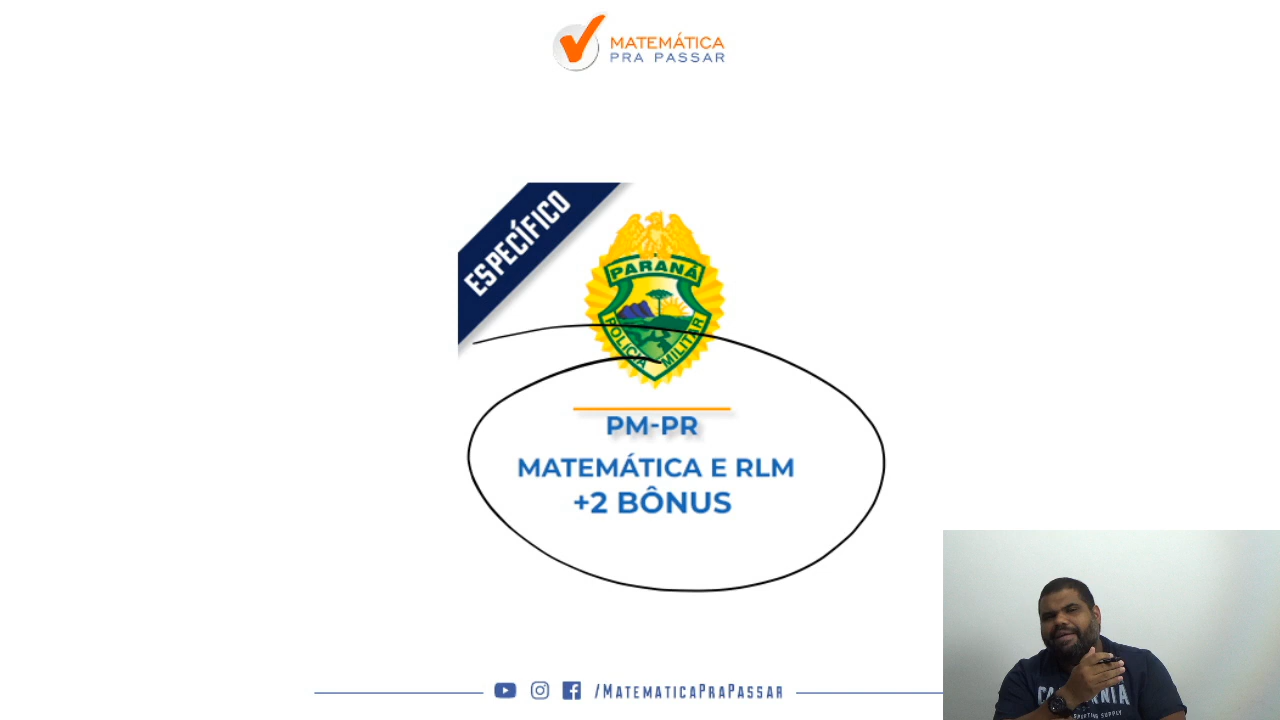 MATEMÁTICA
PRA PASSAR
ESPECÍFICO
PARANÁ
POLÍCIA MILITAR
PM-PR
MATEMÁTICA E RLM
+2 BÔNUS
/MATEMATICAPRAPASSAR